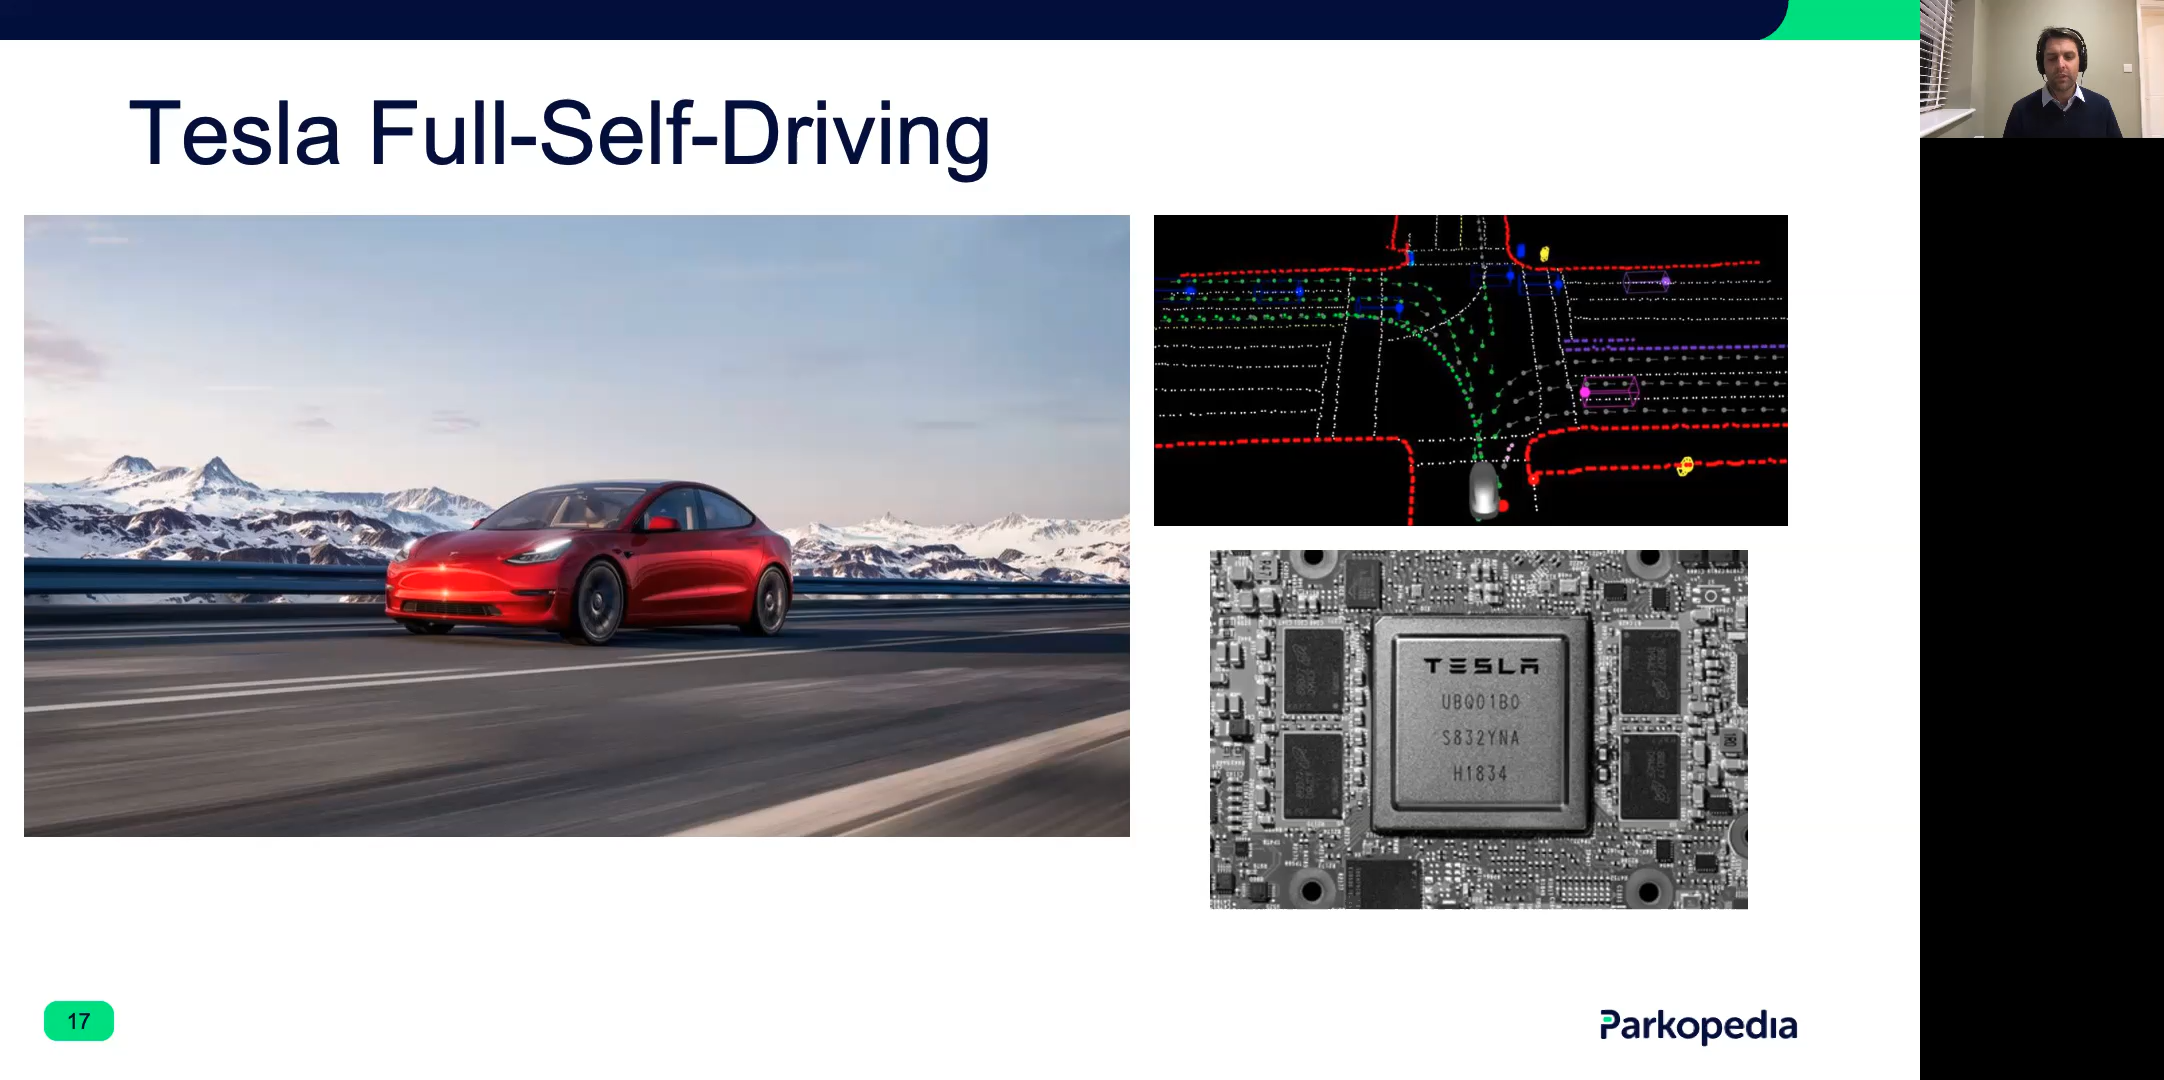 Tesla Full-Self-Driving
TESLA
UBQ01B0
S832YNA
H1834
17
Parkopedia